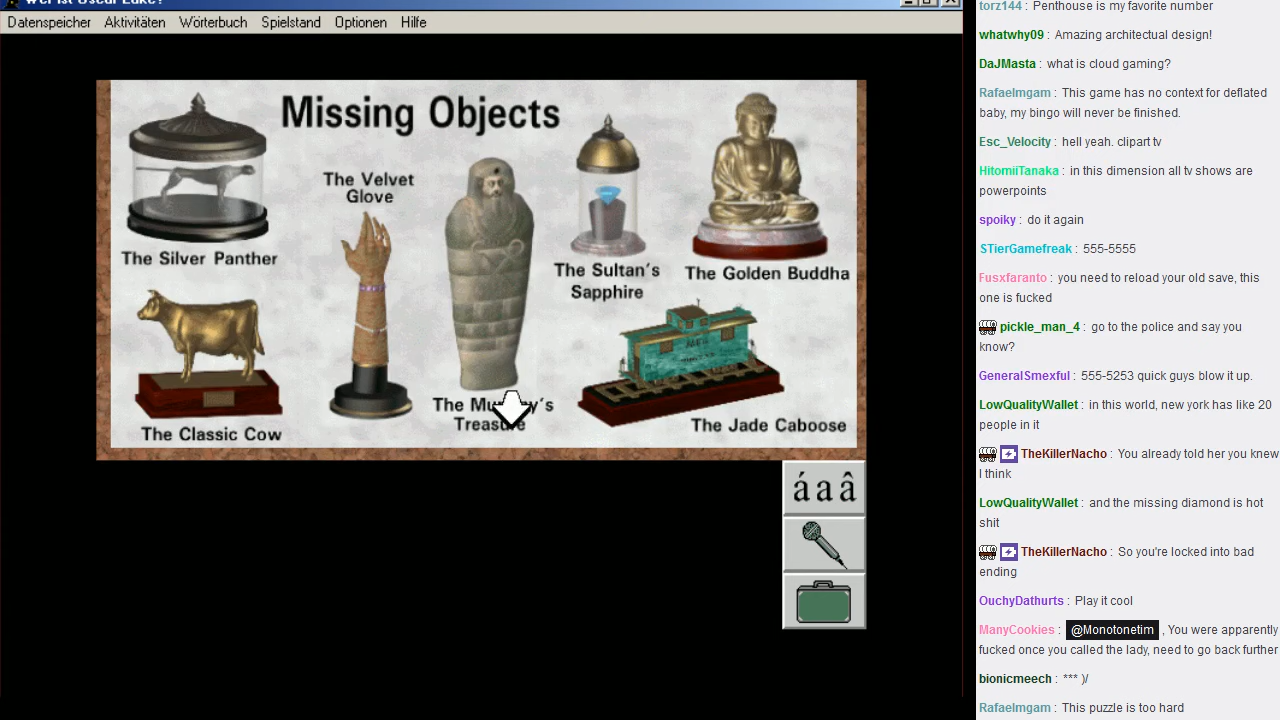 Wer ist Oscar Lake?
Datenspeicher Aktivitäten Wörterbuch Spielstand Optionen Hilfe
Missing Objects
The Velvet
Glove
The Silver Panther
The Sultan's
Sapphire
The Golden Buddha
The Mummy's
Treasure
The Classic Cow
The Jade Caboose
á a â
torz144 : Penthouse is my favorite number
whatwhy09 : Amazing architectual design!
DaJMasta : what is cloud gaming?
Rafaelmgam : This game has no context for deflated
baby, my bingo will never be finished.
Esc_Velocity : hell yeah. clipart tv
HitomiiTanaka : in this dimension all tv shows are
powerpoints
spoiky : do it again
STierGamefreak : 555-5555
Fusxfaranto : you need to reload your old save, this
one is fucked
pickle_man_4 : go to the police and say you
know?
GeneralSmexful : 555-5253 quick guys blow it up.
LowQualityWallet : in this world, new york has like 20
people in it
TheKillerNacho : You already told her you knew
I think
LowQualityWallet : and the missing diamond is hot
shit
TheKillerNacho : So you're locked into bad
ending
OuchyDathurts : Play it cool
ManyCookies : @Monotonetim , You were apparently
fucked once you called the lady, need to go back further
bionicmeech : *** )/
Rafaelmgam : This puzzle is too hard